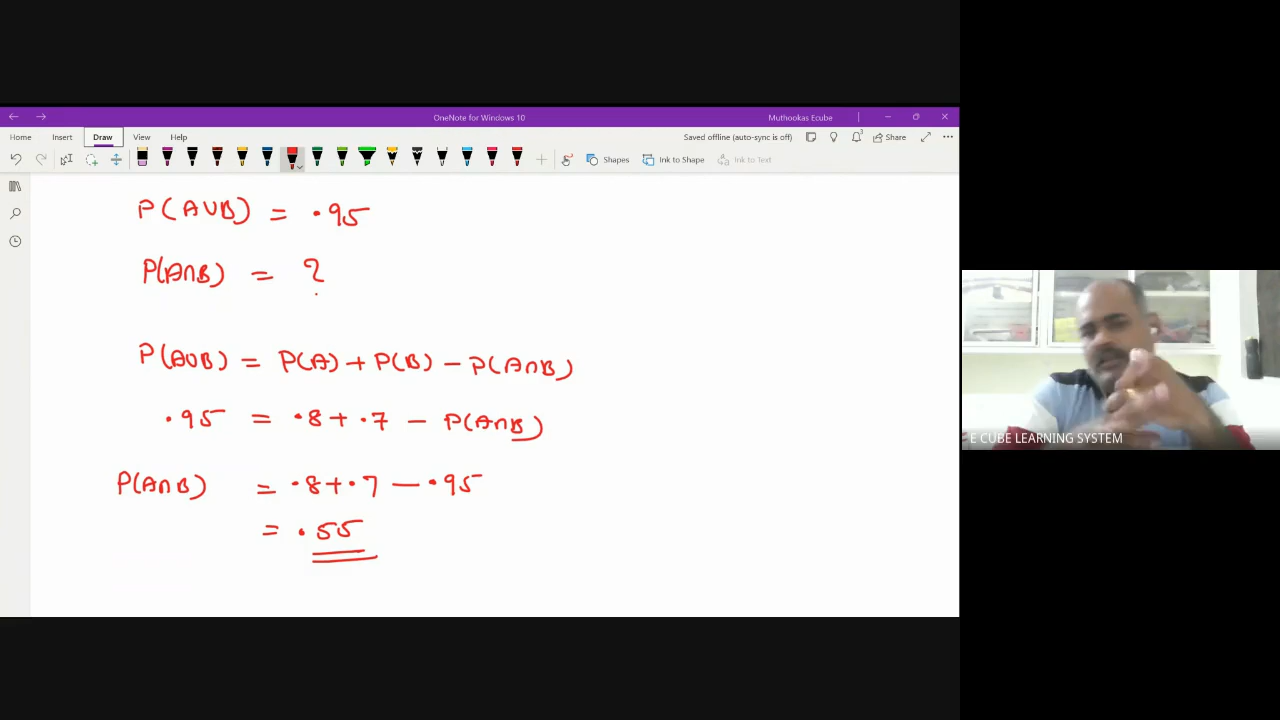 OneNote for Windows 10
Muthookas Ecube
Home Insert Draw View Help
Saved offline (auto-sync is off)
Share
Shapes
Ink to Shape
Ink to Text
P(A∪B) = .95
P(A∩B) = ?
P(A∪B) = P(A) + P(B) - P(A∩B)
.95 = .8 + .7 - P(A∩B)
P(A∩B) = .8 + .7 - .95
= .55
E CUBE LEARNING SYSTEM